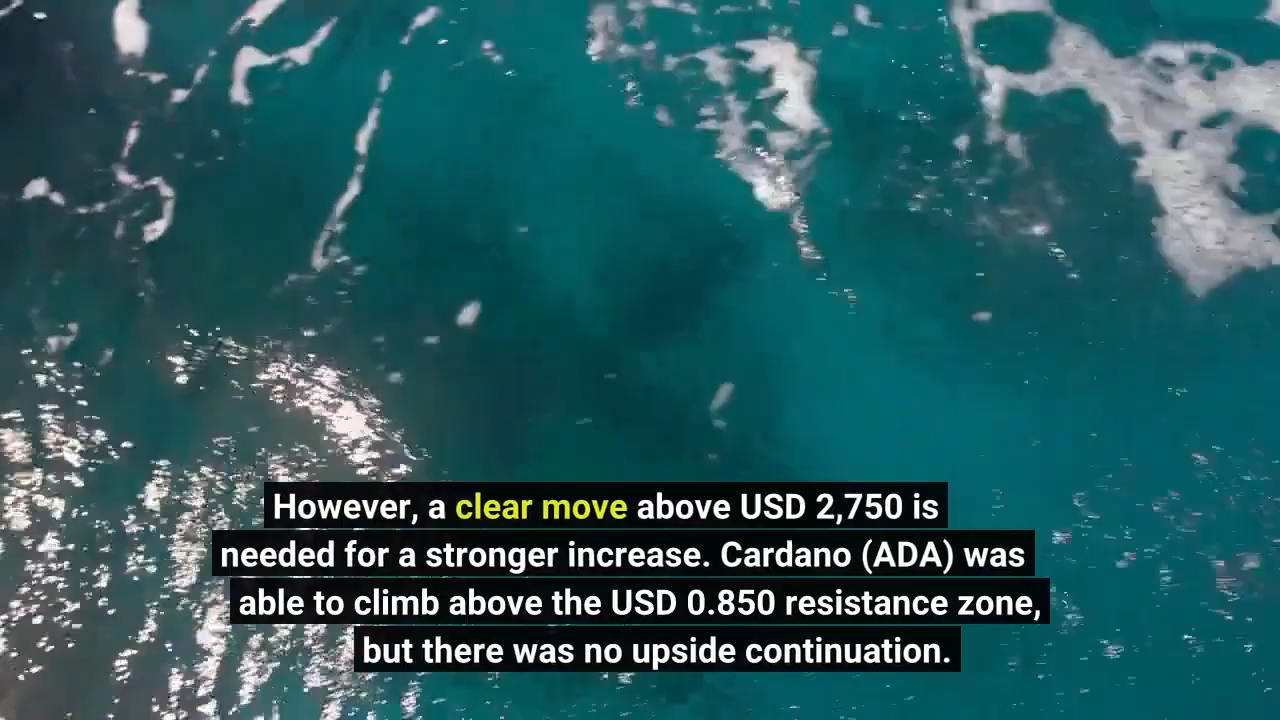 However, a clear move above USD 2,750 is
needed for a stronger increase. Cardano (ADA) was
able to climb above the USD 0.850 resistance zone,
but there was no upside continuation.